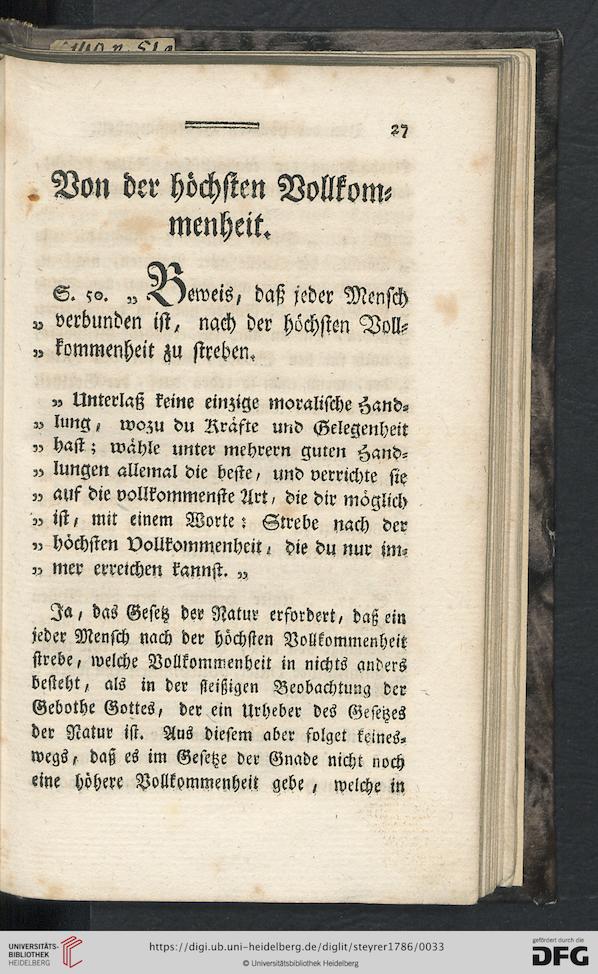 27
Von der höchsten Vollkom⸗
menheit.
S. 50. „ Beweis, daß jeder Mensch
„ verbunden ist, nach der höchsten Voll⸗
„ kommenheit zu streben.
„ Unterlaß keine einzige moralische Hand⸗
„ lung, wozu du Kräfte und Gelegenheit
„ hast; wähle unter mehrern guten Hand⸗
„ lungen allemal die beste, und verrichte sie
„ auf die vollkommenste Art, die dir möglich
„ ist, mit einem Worte: Strebe nach der
„ höchsten Vollkommenheit, die du nur im⸗
„ mer erreichen kannst. „
Ja, das Gesetz der Natur erfordert, daß ein
jeder Mensch nach der höchsten Vollkommenheit
strebe, welche Vollkommenheit in nichts anders
besteht, als in der fleißigen Beobachtung der
Gebothe Gottes, der ein Urheber des Gesetzes
der Natur ist. Aus diesem aber folget keines⸗
wegs, daß es im Gesetze der Gnade nicht noch
eine höhere Vollkommenheit gebe, welche in
UNIVERSITÄTS-
BIBLIOTHEK
HEIDELBERG
https://digi.ub.uni-heidelberg.de/diglit/steyrer1786/0033
© Universitätsbibliothek Heidelberg
gefördert durch die
DFG